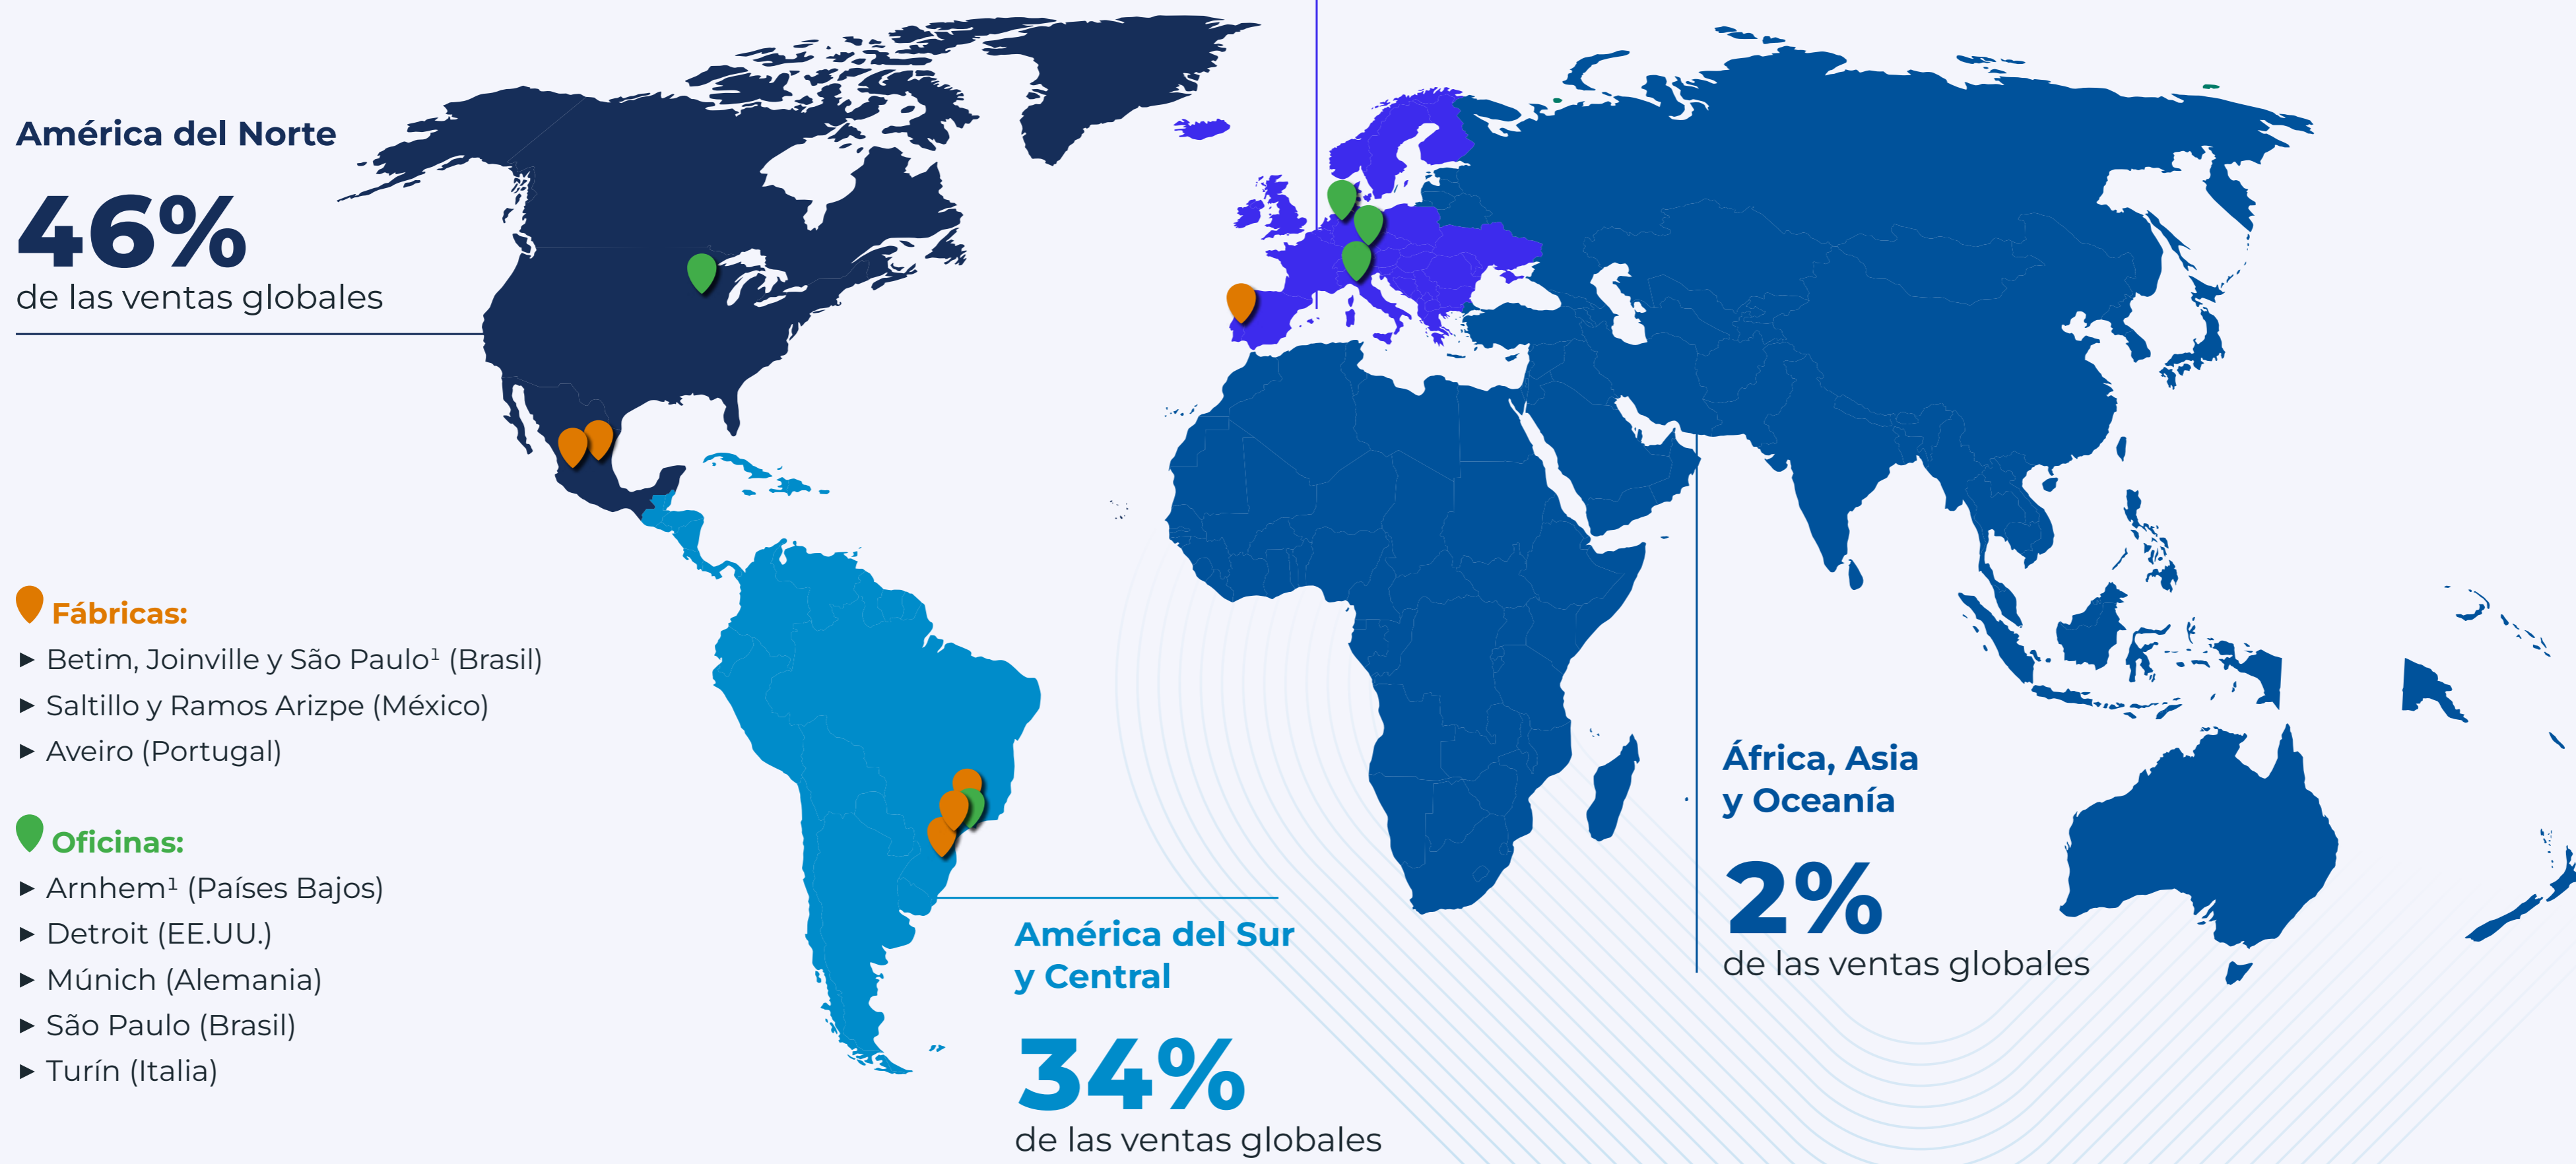 América del Norte
46%
de las ventas globales
Fábricas:
► Betim, Joinville y São Paulo¹ (Brasil)
► Saltillo y Ramos Arizpe (México)
► Aveiro (Portugal)
Oficinas:
► Arnhem¹ (Países Bajos)
► Detroit (EE.UU.)
► Múnich (Alemania)
► São Paulo (Brasil)
► Turín (Italia)
América del Sur
y Central
34%
de las ventas globales
África, Asia
y Oceanía
2%
de las ventas globales